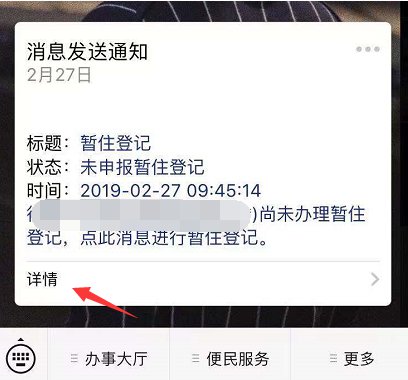 消息发送通知
2月27日
标题：暂住登记
状态：未申报暂住登记
时间：2019-02-27 09:45:14
)尚未办理暂住
登记，点此消息进行暂住登记。
详情
办事大厅
便民服务
更多